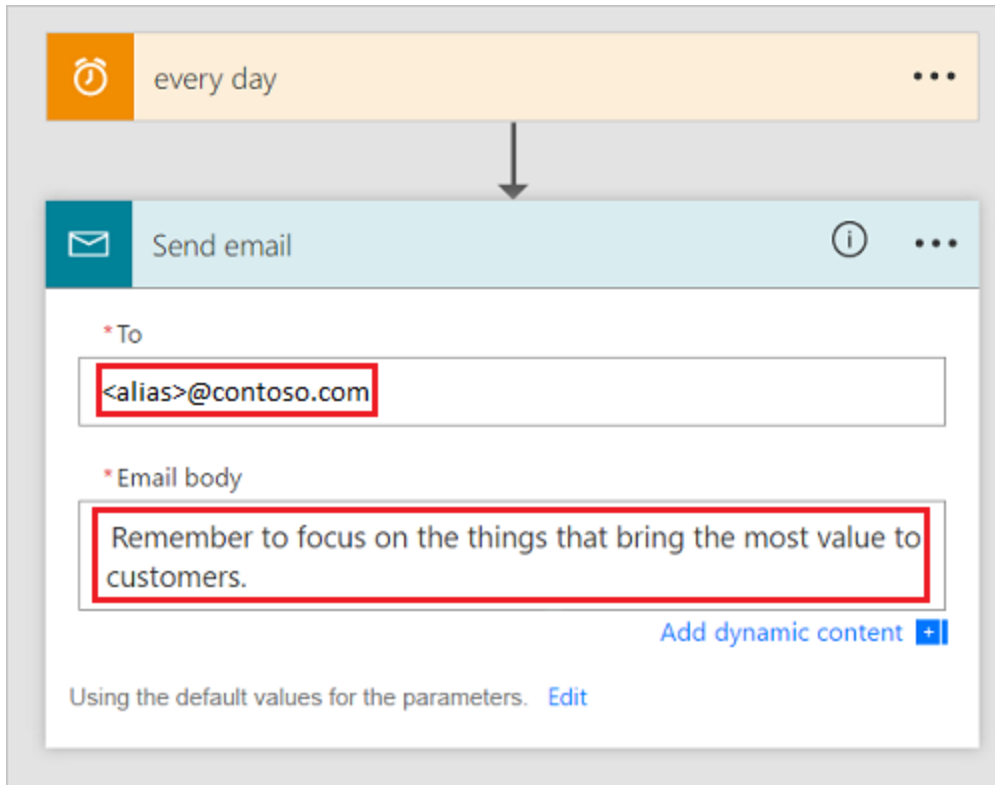 every day
Send email
* To
<alias>@contoso.com
* Email body
Remember to focus on the things that bring the most value to
customers.
Add dynamic content
Using the default values for the parameters. Edit